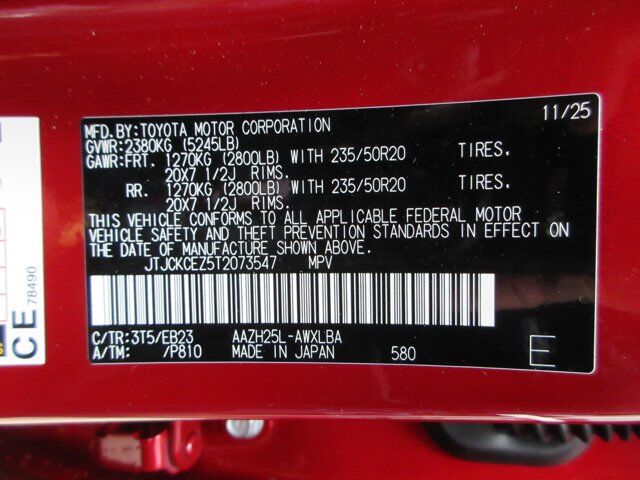 11/25
MFD.BY:TOYOTA MOTOR CORPORATION
GVWR:2380KG (5245LB)
GAWR:FRT. 1270KG (2800LB) WITH 235/50R20 TIRES,
20X7 1/2J RIMS.
RR. 1270KG (2800LB) WITH 235/50R20 TIRES,
20X7 1/2J RIMS.
THIS VEHICLE CONFORMS TO ALL APPLICABLE FEDERAL MOTOR
VEHICLE SAFETY AND THEFT PREVENTION STANDARDS IN EFFECT ON
THE DATE OF MANUFACTURE SHOWN ABOVE.
JTJCKCEZ5T2073547 MPV
C/TR:3T5/EB23 AAZH25L-AWXLBA
A/TM: /P810 MADE IN JAPAN 580 E
CE 78490